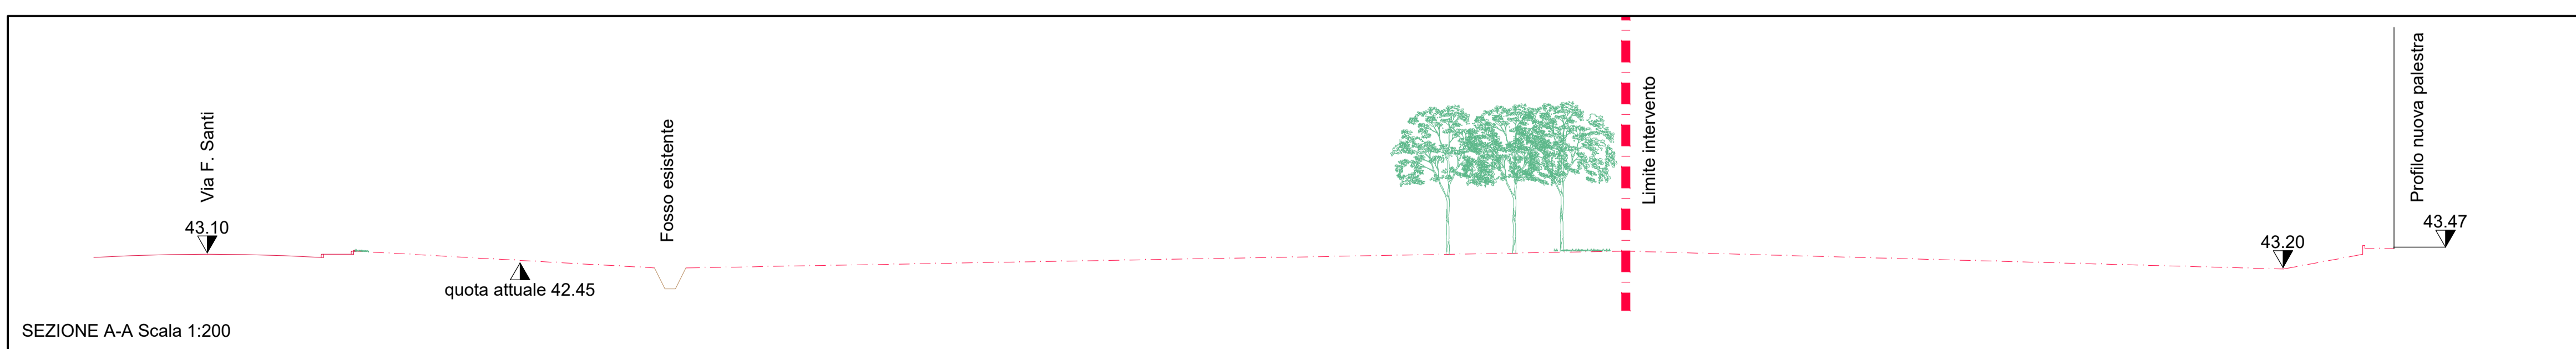 Via F. Santi
43.10
quota attuale 42.45
Fosso esistente
Limite intervento
43.20
Profilo nuova palestra
43.47
SEZIONE A-A Scala 1:200